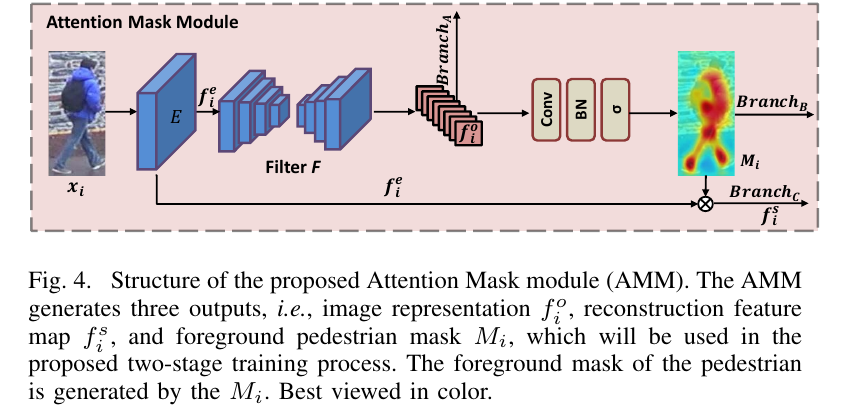 Attention Mask Module
Branch_A
f_i^e
E
Filter F
f_i^o
Conv
BN
σ
Branch_B
M_i
x_i
f_i^e
⊗
Branch_C
f_i^s
Fig. 4. Structure of the proposed Attention Mask module (AMM). The AMM
generates three outputs, i.e., image representation f_i^o, reconstruction feature
map f_i^s, and foreground pedestrian mask M_i, which will be used in the
proposed two-stage training process. The foreground mask of the pedestrian
is generated by the M_i. Best viewed in color.